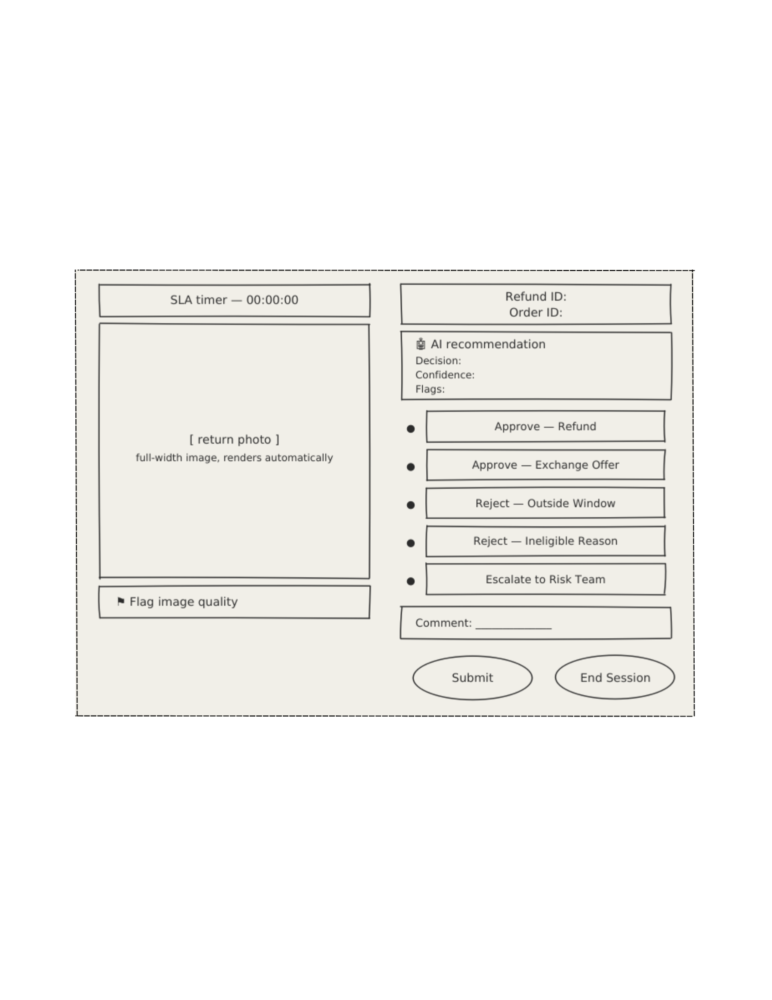 SLA timer — 00:00:00
[ return photo ]
full-width image, renders automatically
⚑ Flag image quality
Refund ID:
Order ID:
🤖 AI recommendation
Decision:
Confidence:
Flags:
Approve — Refund
Approve — Exchange Offer
Reject — Outside Window
Reject — Ineligible Reason
Escalate to Risk Team
Comment: ______________
Submit
End Session